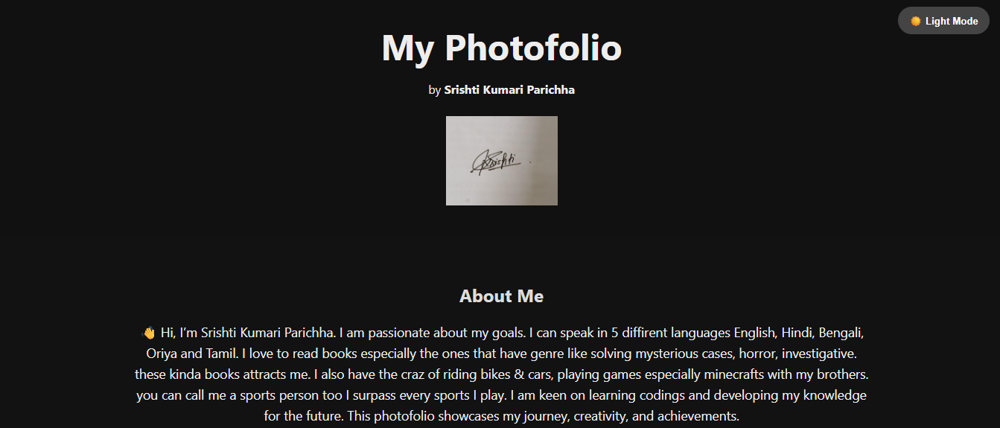 ☀️ Light Mode
My Photofolio
by Srishti Kumari Parichha
Srishti
About Me
👋 Hi, I’m Srishti Kumari Parichha. I am passionate about my goals. I can speak in 5 diffirent languages English, Hindi, Bengali,
Oriya and Tamil. I love to read books especially the ones that have genre like solving mysterious cases, horror, investigative.
these kinda books attracts me. I also have the craz of riding bikes & cars, playing games especially minecrafts with my brothers.
you can call me a sports person too I surpass every sports I play. I am keen on learning codings and developing my knowledge
for the future. This photofolio showcases my journey, creativity, and achievements.